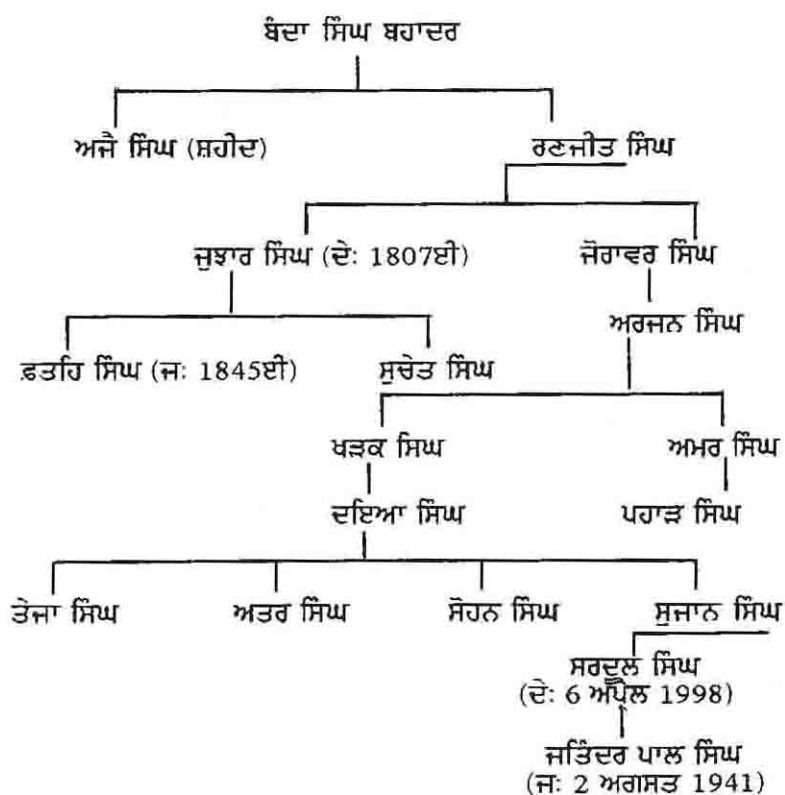 ਬੰਦਾ ਸਿੰਘ ਬਹਾਦਰ
ਅਜੈ ਸਿੰਘ (ਸ਼ਹੀਦ) ਰਣਜੀਤ ਸਿੰਘ
ਜੁਝਾਰ ਸਿੰਘ (ਦੇਃ 1807ਈ) ਜੋਰਾਵਰ ਸਿੰਘ
ਅਰਜਨ ਸਿੰਘ
ਫ਼ਤਹਿ ਸਿੰਘ (ਜਃ 1845ਈ) ਸੁਚੇਤ ਸਿੰਘ
ਖੜਕ ਸਿੰਘ ਅਮਰ ਸਿੰਘ
ਦਇਆ ਸਿੰਘ ਪਹਾੜ ਸਿੰਘ
ਤੇਜਾ ਸਿੰਘ ਅਤਰ ਸਿੰਘ ਸੋਹਨ ਸਿੰਘ ਸੁਜਾਨ ਸਿੰਘ
ਸਰਦੂਲ ਸਿੰਘ
(ਦੇਃ 6 ਅਪ੍ਰੈਲ 1998)
ਜਤਿੰਦਰ ਪਾਲ ਸਿੰਘ
(ਜਃ 2 ਅਗਸਤ 1941)